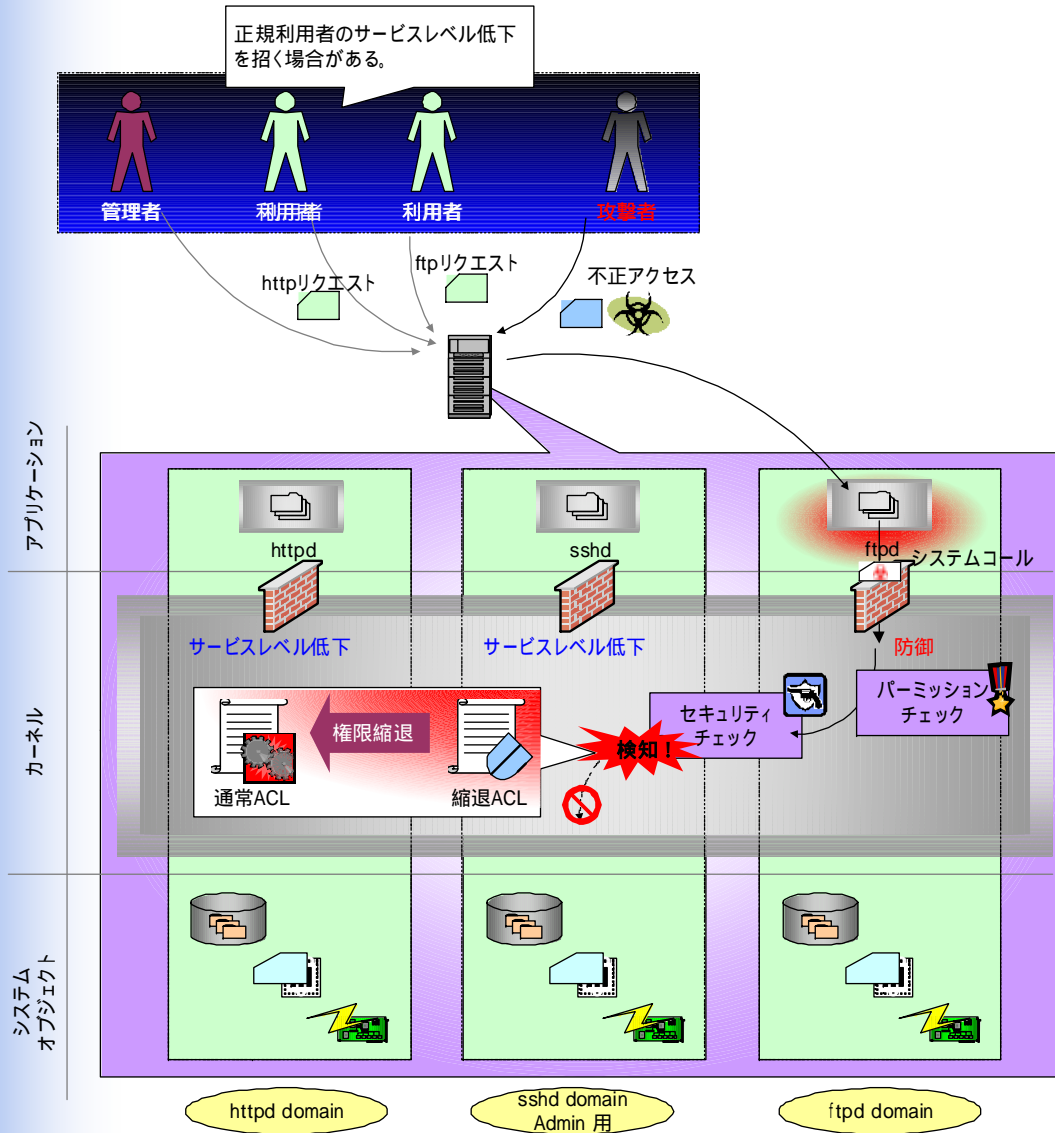 正規利用者のサービスレベル低下
を招く場合がある。
管理者
利用者
利用者
攻撃者
httpリクエスト
ftpリクエスト
不正アクセス
アプリケーション
httpd
sshd
ftpd
システムコール
サービスレベル低下
サービスレベル低下
防御
カーネル
パーミッション
チェック
セキュリティ
チェック
検知！
権限縮退
通常ACL
縮退ACL
システム
オブジェクト
httpd domain
sshd domain
Admin 用
ftpd domain